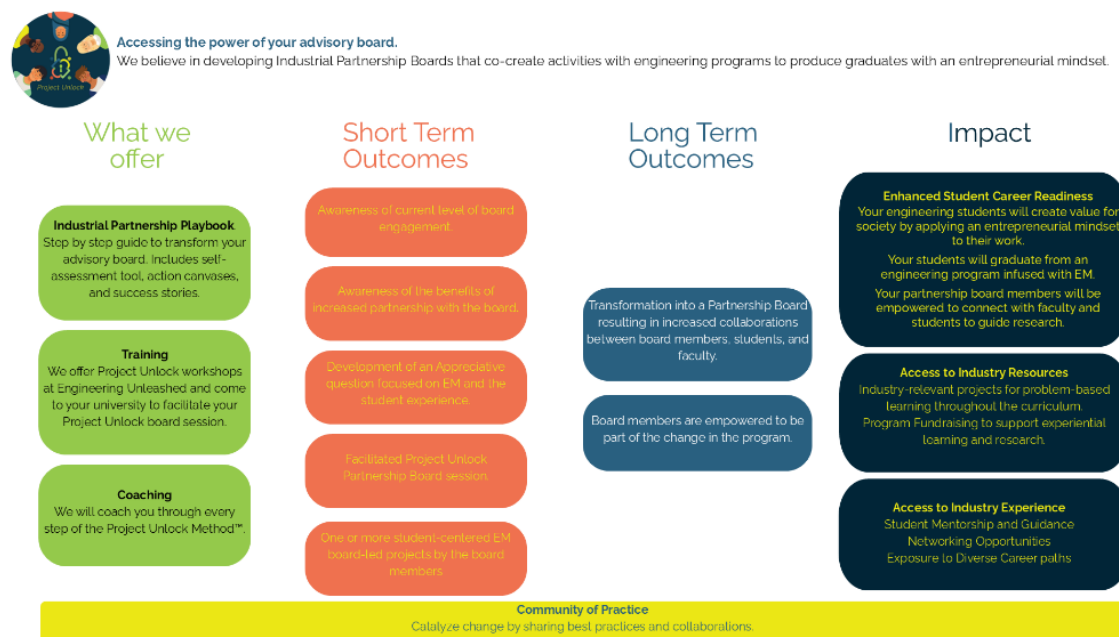 Project Unlock
Accessing the power of your advisory board.
We believe in developing Industrial Partnership Boards that co-create activities with engineering programs to produce graduates with an entrepreneurial mindset.
What we
offer
Industrial Partnership Playbook
Step by step guide to transform your
advisory board. Includes self-
assessment tool, action canvases,
and success stories.
Training
We offer Project Unlock workshops
at Engineering Unleashed and come
to your university to facilitate your
Project Unlock board session.
Coaching
We will coach you through every
step of the Project Unlock Method™.
Short Term
Outcomes
Awareness of current level of board
engagement.
Awareness of the benefits of
increased partnership with the board.
Development of an Appreciative
question focused on EM and the
student experience.
Facilitated Project Unlock
Partnership Board session.
One or more student-centered EM
board-led projects by the board
members
Long Term
Outcomes
Transformation into a Partnership Board
resulting in increased collaborations
between board members, students, and
faculty.
Board members are empowered to be
part of the change in the program.
Impact
Enhanced Student Career Readiness
Your engineering students will create value for
society by applying an entrepreneurial mindset
to their work.
Your students will graduate from an
engineering program infused with EM.
Your partnership board members will be
empowered to connect with faculty and
students to guide research.
Access to Industry Resources
Industry-relevant projects for problem-based
learning throughout the curriculum.
Program Fundraising to support experiential
learning and research.
Access to Industry Experience
Student Mentorship and Guidance
Networking Opportunities
Exposure to Diverse Career paths
Community of Practice
Catalyze change by sharing best practices and collaborations.